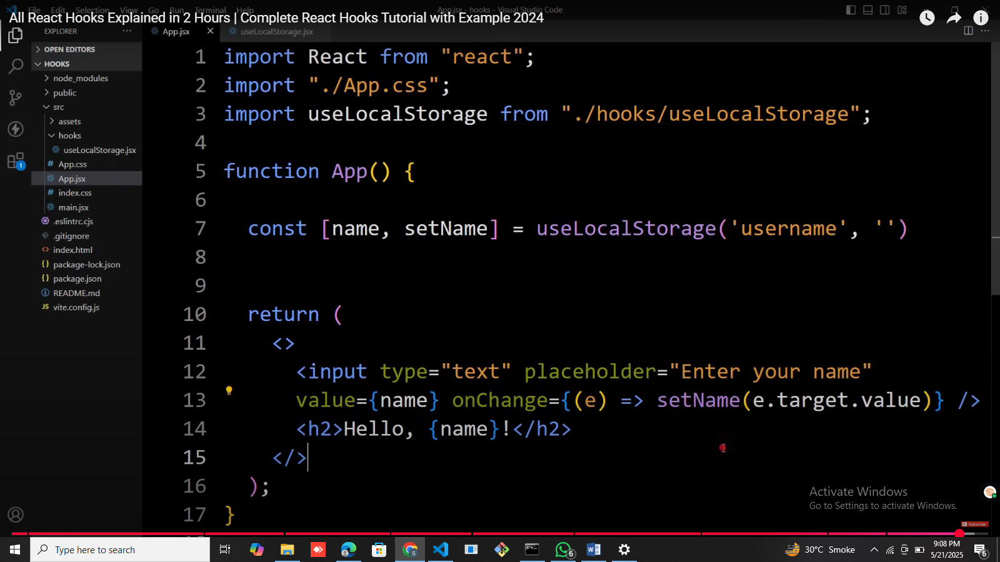 File Edit Selection View Go Run Terminal Help
App.jsx - hooks - Visual Studio Code
All React Hooks Explained in 2 Hours | Complete React Hooks Tutorial with Example 2024
EXPLORER
App.jsx
useLocalStorage.jsx
OPEN EDITORS
HOOKS
node_modules
public
src
assets
hooks
useLocalStorage.jsx
# App.css
App.jsx
# index.css
main.jsx
.eslintrc.cjs
.gitignore
<> index.html
{} package-lock.json
{} package.json
README.md
JS vite.config.js
1
1 import React from "react";
2 import "./App.css";
3 import useLocalStorage from "./hooks/useLocalStorage";
4
5 function App() {
6
7 const [name, setName] = useLocalStorage('username', '')
8
9
10 return (
11 <>
12 <input type="text" placeholder="Enter your name"
13 value={name} onChange={(e) => setName(e.target.value)} />
14 <h2>Hello, {name}!</h2>
15 </>
16 );
17 }
Activate Windows
Go to Settings to activate Windows.
Subscribe
Type here to search
S
6
30°C Smoke
9:08 PM
5/21/2025
6